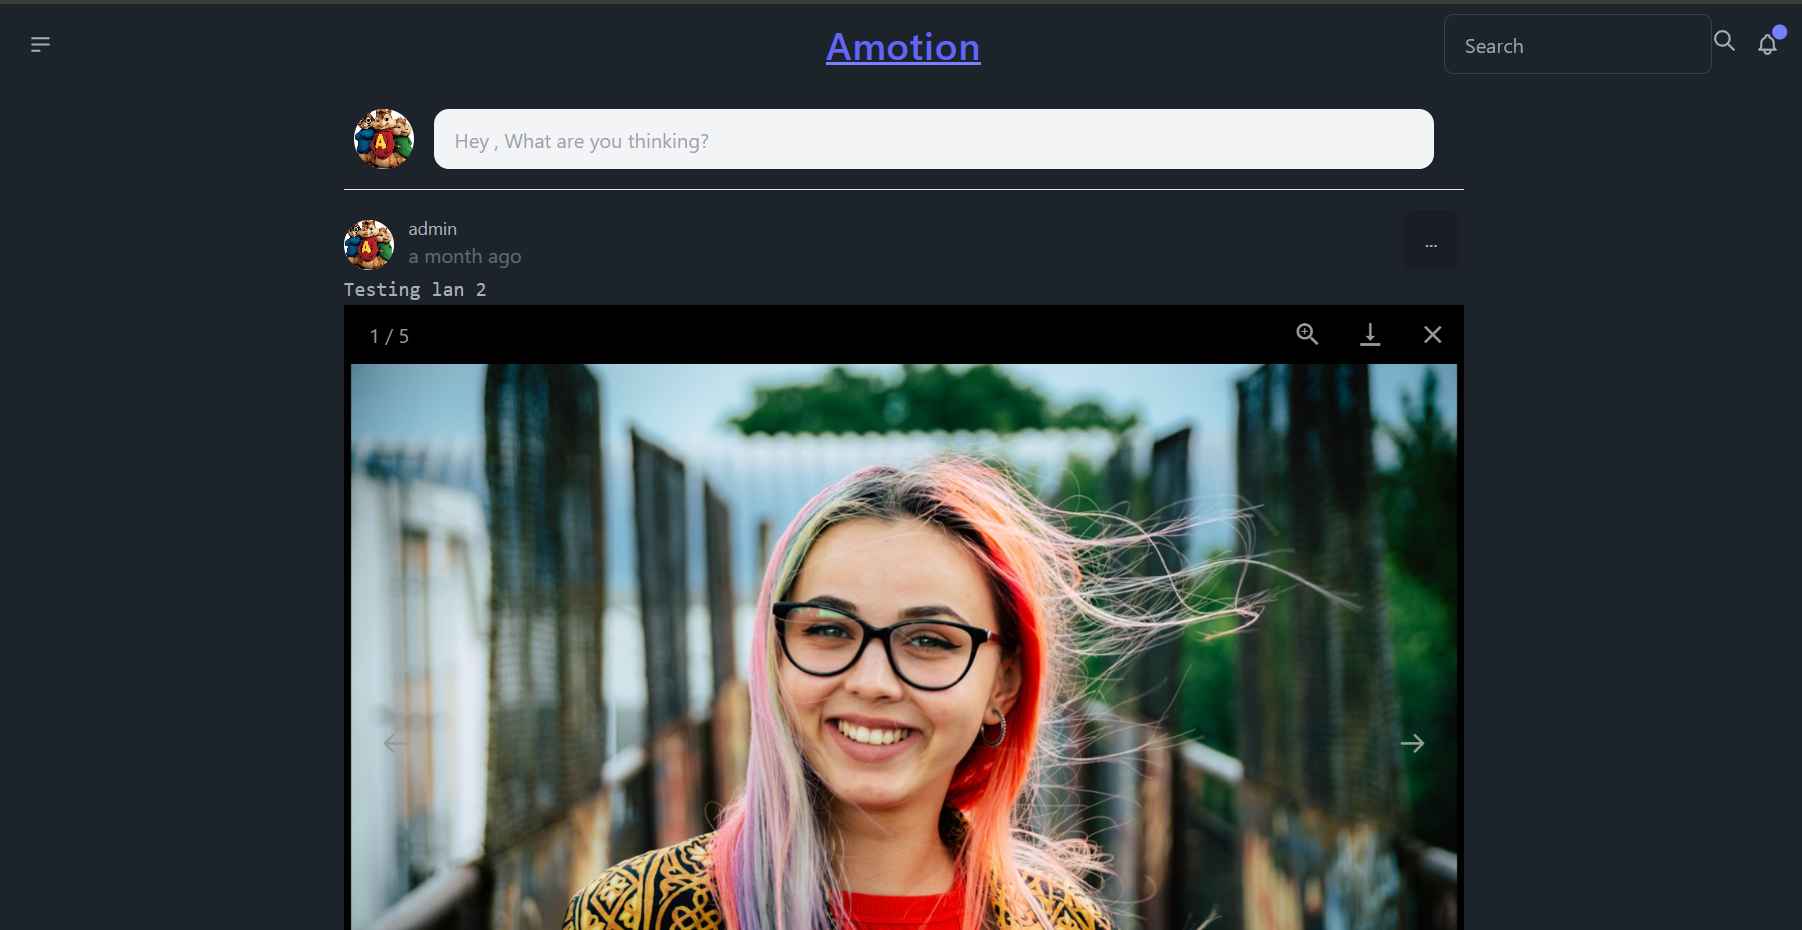 Amotion
Search
Hey , What are you thinking?
admin
a month ago
...
Testing lan 2
1 / 5
A
A